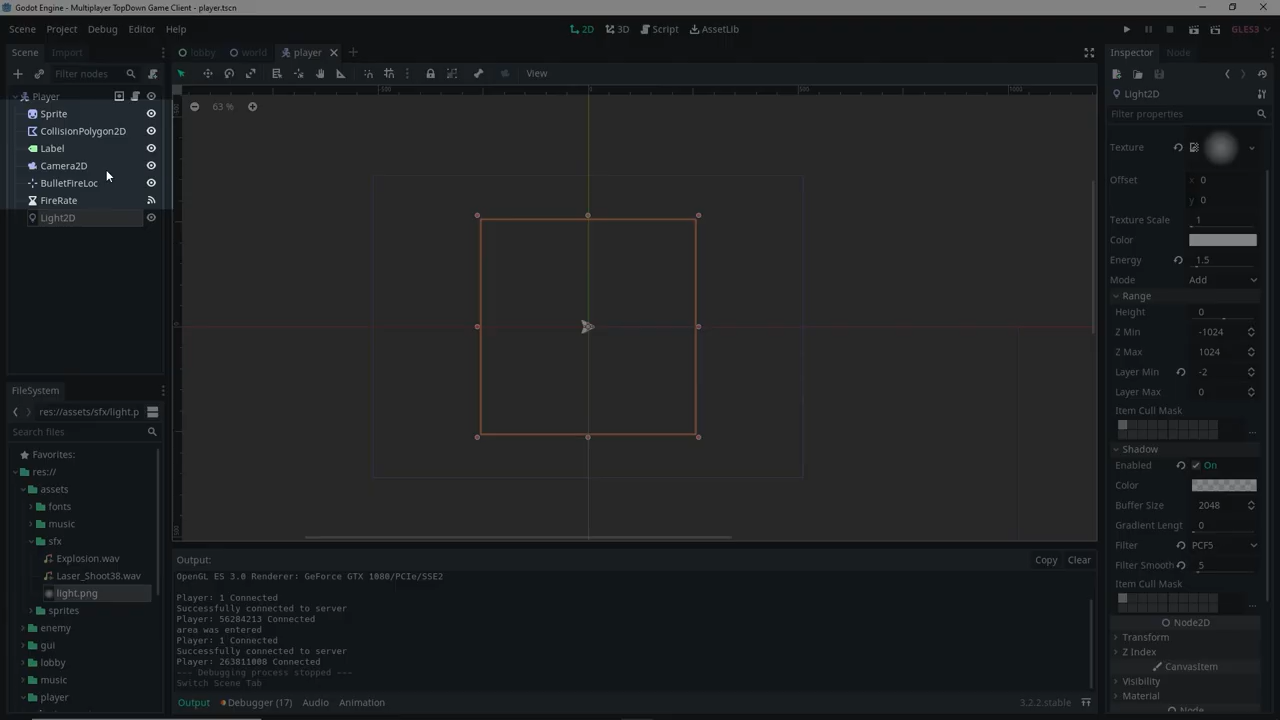 Godot Engine - Multiplayer TopDown Game Client - player.tscn
Scene Project Debug Editor Help
2D 3D Script AssetLib
GLES3
Scene Import
lobby world player
Inspector Node
Filter nodes
View
Player
Sprite
CollisionPolygon2D
Label
Camera2D
BulletFireLoc
FireRate
Light2D
63 %
Light2D
Filter properties
Texture
Offset x 0
y 0
Texture Scale 1
Color
Energy 1.5
Mode Add
Range
Height 0
Z Min -1024
Z Max 1024
Layer Min -2
Layer Max 0
Item Cull Mask
...
Shadow
Enabled On
Color
Buffer Size 2048
Gradient Lengt 0
Filter PCF5
Filter Smooth 5
Item Cull Mask
...
Node2D
Transform
Z Index
CanvasItem
Visibility
Material
Node
FileSystem
res://assets/sfx/light.p
Search files
Favorites:
res://
assets
fonts
music
sfx
Explosion.wav
Laser_Shoot38.wav
light.png
sprites
enemy
gui
lobby
music
player
Output:
Copy Clear
OpenGL ES 3.0 Renderer: GeForce GTX 1080/PCIe/SSE2
Player: 1 Connected
Successfully connected to server
Player: 56284213 Connected
area was entered
Player: 1 Connected
Successfully connected to server
Player: 263811008 Connected
--- Debugging process stopped ---
Switch Scene Tab
Output Debugger (17) Audio Animation
3.2.2.stable